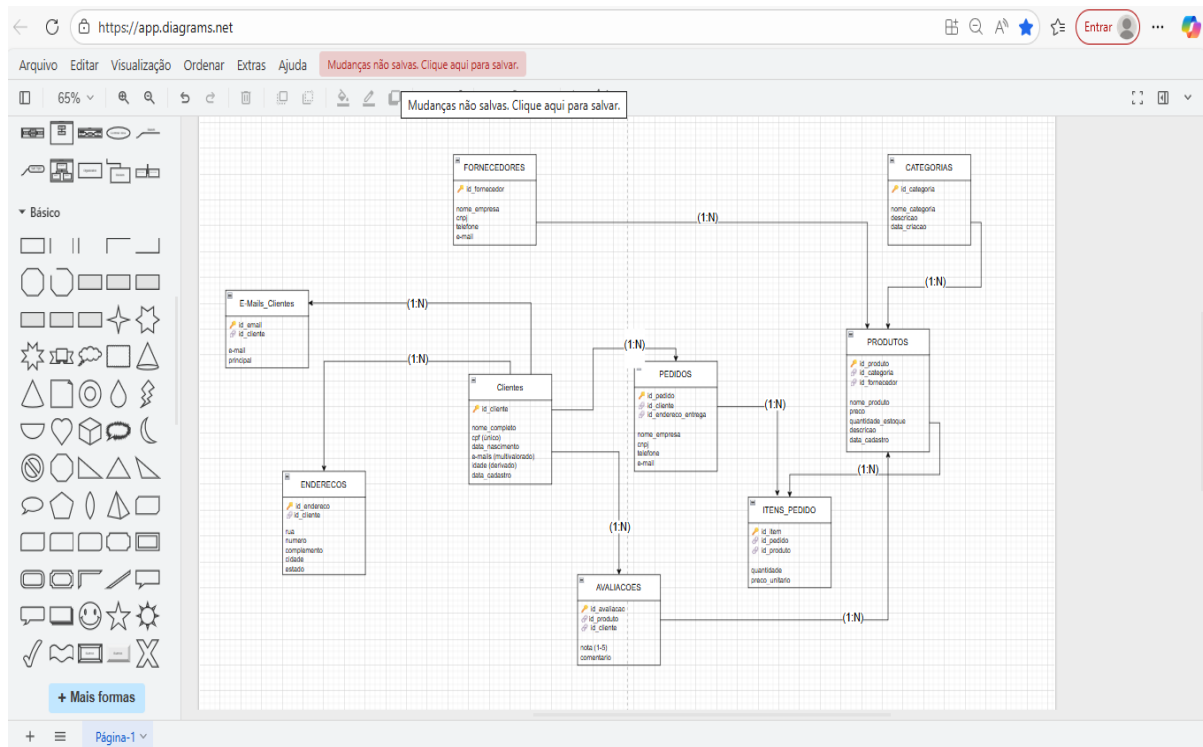 https://app.diagrams.net
Entrar
Arquivo Editar Visualização Ordenar Extras Ajuda Mudanças não salvas. Clique aqui para salvar.
65%
Mudanças não salvas. Clique aqui para salvar.
Básico
+ Mais formas
Página-1
FORNECEDORES
id_fornecedor
nome_empresa
cnpj
telefone
e-mail
(1:N)
CATEGORIAS
id_categoria
nome_categoria
descricao
data_criacao
(1:N)
E-Mails_Clientes
id_email
id_cliente
e-mail
principal
(1:N)
(1:N)
Clientes
id_cliente
nome_completo
cpf (único)
data_nascimento
e-mails (multivalorado)
idade (derivado)
data_cadastro
(1:N)
PEDIDOS
id_pedido
id_cliente
id_endereco_entrega
nome_empresa
cnpj
telefone
e-mail
(1:N)
PRODUTOS
id_produto
id_categoria
id_fornecedor
nome_produto
preco
quantidade_estoque
descricao
data_cadastro
(1:N)
ENDERECOS
id_endereco
id_cliente
rua
numero
complemento
cidade
estado
ITENS_PEDIDO
id_item
id_pedido
id_produto
quantidade
preco_unitario
(1:N)
AVALIACOES
id_avaliacao
id_produto
id_cliente
nota (1-5)
comentario
(1:N)